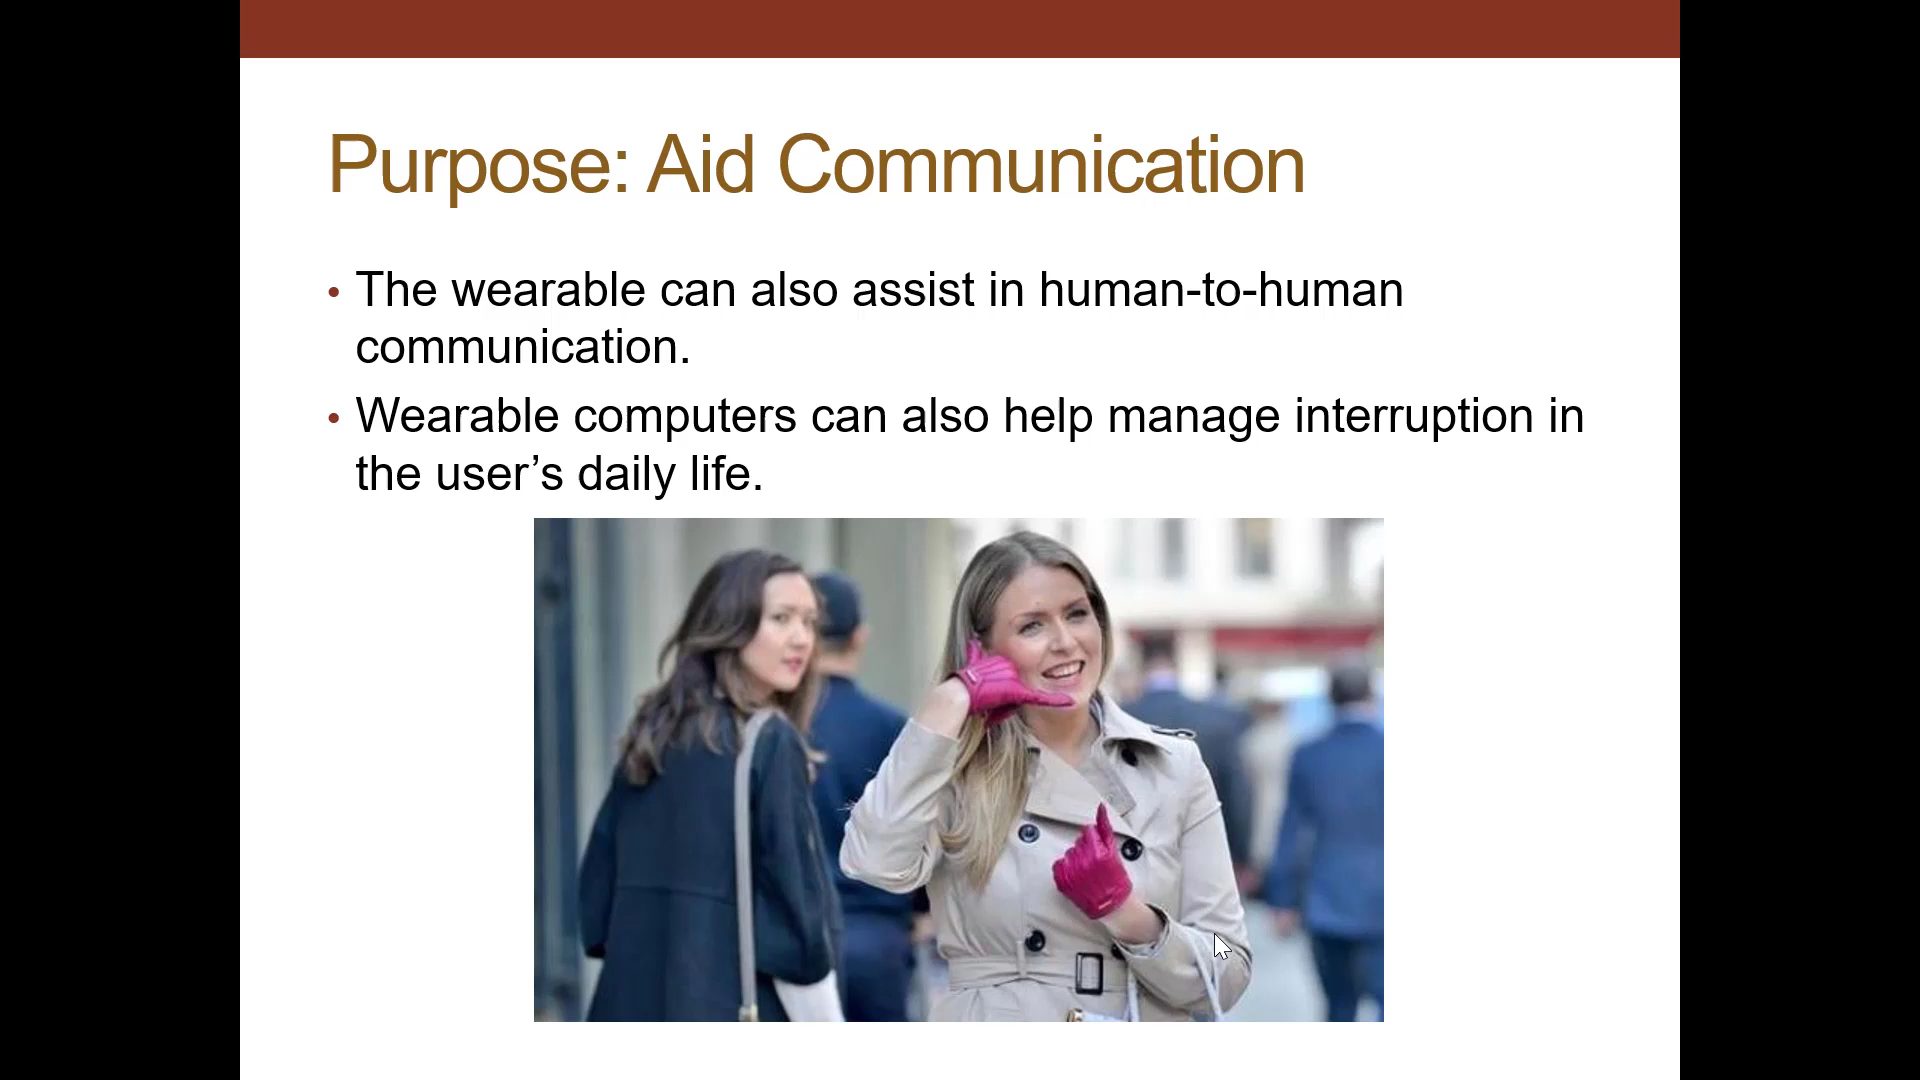 Purpose: Aid Communication
• The wearable can also assist in human-to-human
communication.
• Wearable computers can also help manage interruption in
the user’s daily life.